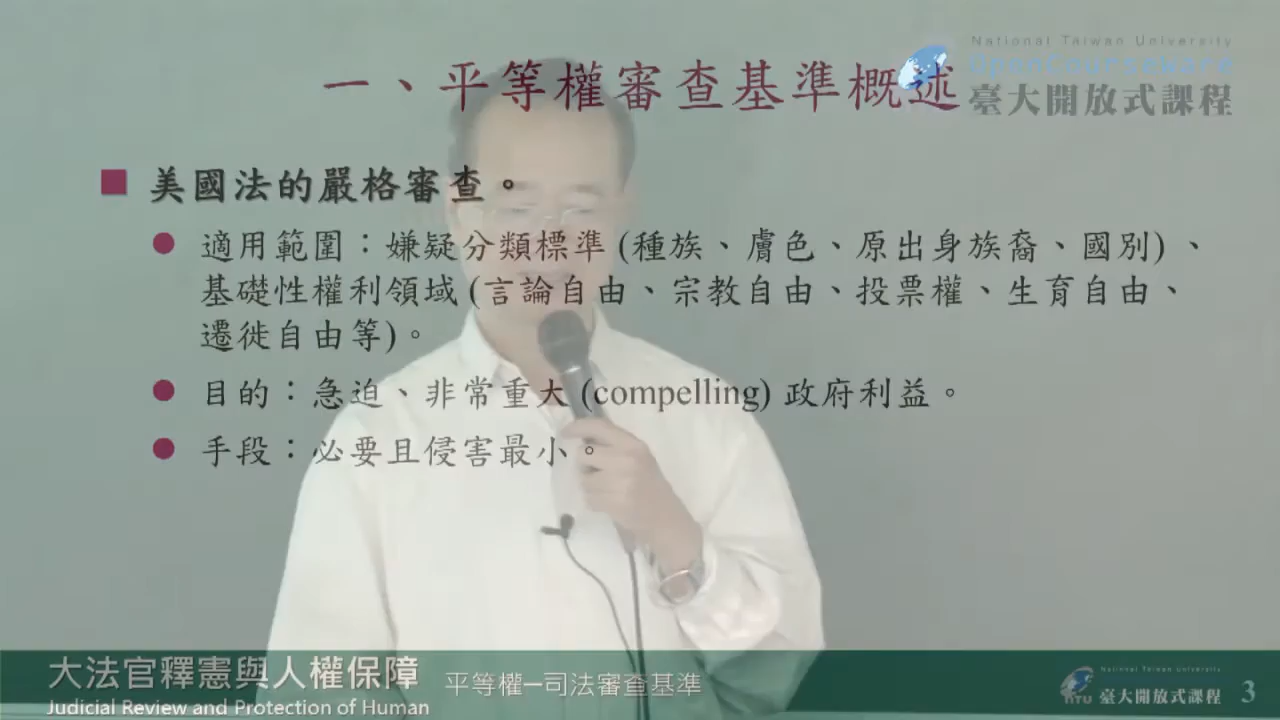 National Taiwan University
OpenCourseware
臺大開放式課程
一、平等權審查基準概述
美國法的嚴格審查。
適用範圍：嫌疑分類標準 (種族、膚色、原出身族裔、國別) 、
基礎性權利領域 (言論自由、宗教自由、投票權、生育自由、
遷徙自由等)。
目的：急迫、非常重大 (compelling) 政府利益。
手段：必要且侵害最小。
大法官釋憲與人權保障
平等權─司法審查基準
Judicial Review and Protection of Human
National Taiwan University
NTU 臺大開放式課程
3